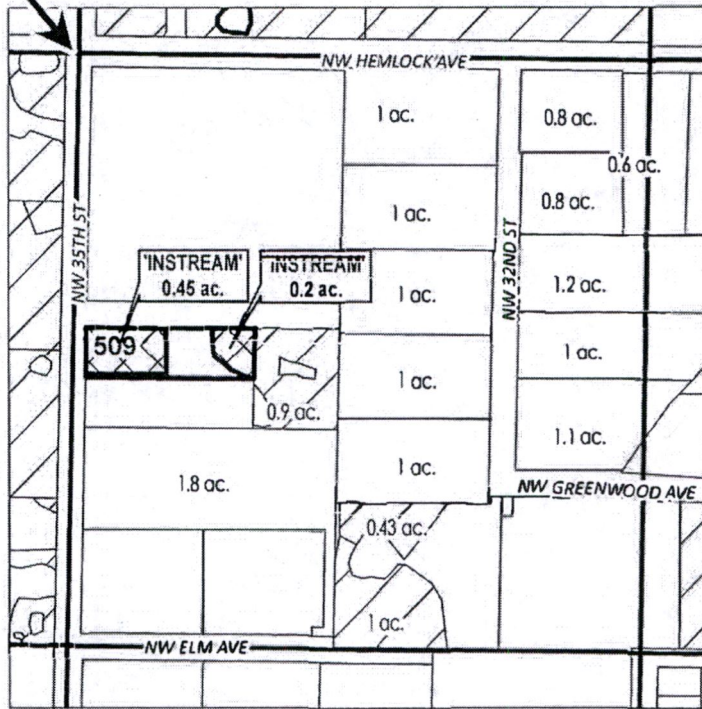 NW HEMLOCK AVE
1 ac.
0.8 ac.
0.6 ac.
1 ac.
0.8 ac.
NW 35TH ST
NW 32ND ST
'INSTREAM'
0.45 ac.
INSTREAM'
0.2 ac.
1 ac.
1.2 ac.
509
1 ac.
1 ac.
0.9 ac.
1.1 ac.
1 ac.
1.8 ac.
NW GREENWOOD AVE
0.43 ac.
1 ac.
NW ELM AVE